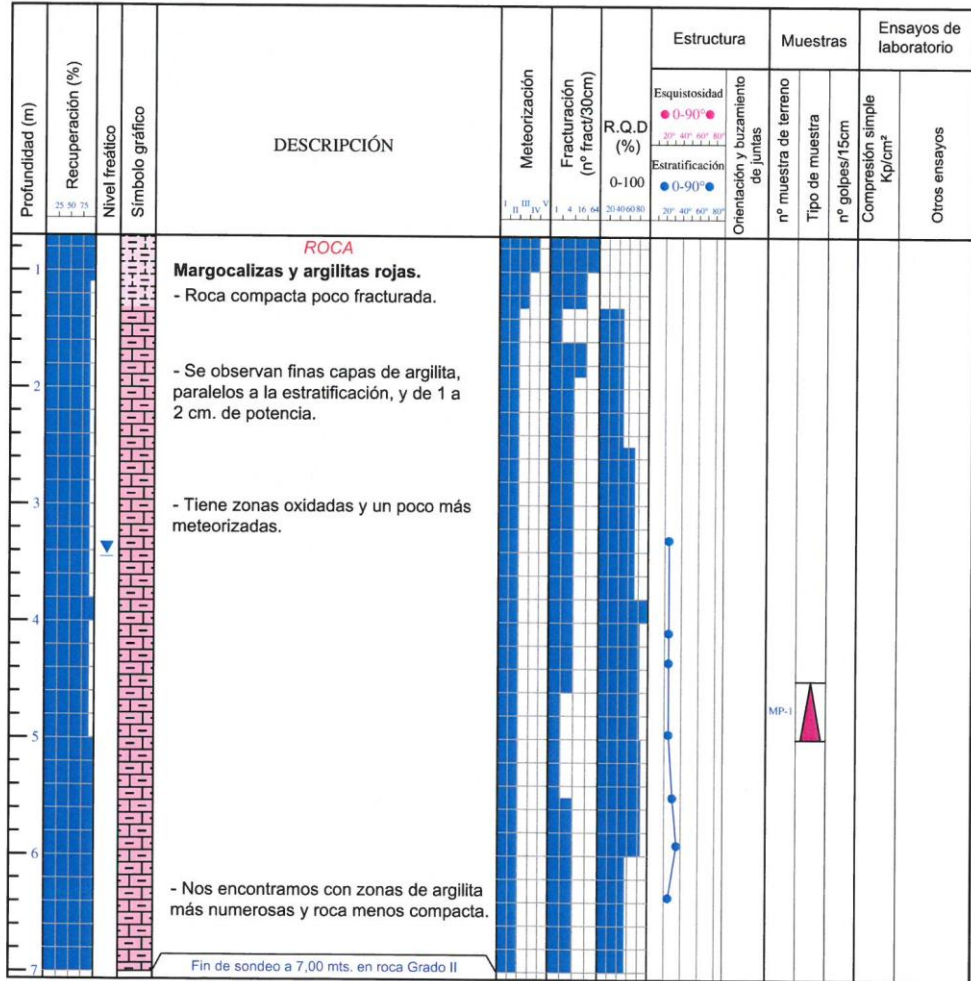 Profundidad (m)
Recuperación (%)
25 50 75
Nivel freático
Símbolo gráfico
DESCRIPCIÓN
Meteorización
I II III IV V
Fracturación
(nº fract/30cm)
1 4 16 64
R.Q.D
(%)
0-100
20 40 60 80
Estructura
Esquistosidad
0-90°
20° 40° 60° 80°
Estratificación
0-90°
20° 40° 60° 80°
Orientación y buzamiento
de juntas
Muestras
nº muestra de terreno
Tipo de muestra
nº golpes/15cm
Ensayos de
laboratorio
Compresión simple
Kp/cm²
Otros ensayos
ROCA
Margocalizas y argilitas rojas.
1
- Roca compacta poco fracturada.
- Se observan finas capas de argilita,
2
paralelos a la estratificación, y de 1 a
2 cm. de potencia.
3
- Tiene zonas oxidadas y un poco más
meteorizadas.
4
MP-1
5
6
- Nos encontramos con zonas de argilita
más numerosas y roca menos compacta.
7
Fin de sondeo a 7,00 mts. en roca Grado II